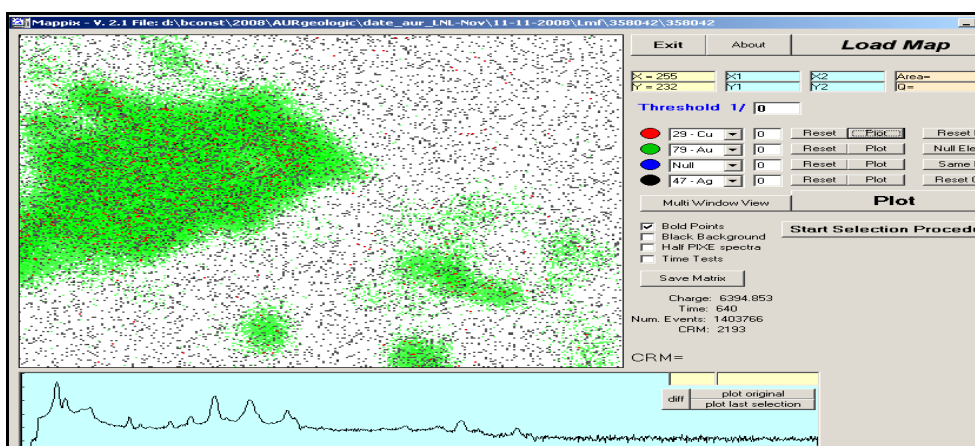 Mappix - V. 2.1 File: d:\bconst\2008\AURgeologic\date_aur_LNL-Nov\11-11-2008\Lmf\358042\358042
Exit About Load Map
X = 255 X1 X2 Area=
Y = 232 Y1 Y2 Q=
Threshold 1/ 0
29 - Cu 0 Reset Plot Reset
79 - Au 0 Reset Plot Null Ele
Null 0 Reset Plot Same
47 - Ag 0 Reset Plot Reset
Multi Window View Plot
Bold Points Start Selection Procedu
Black Background
Half PIXE spectra
Time Tests
Save Matrix
Charge: 6394.853
Time: 640
Num. Events: 1403766
CRM: 2193
CRM=
diff plot original
plot last selection